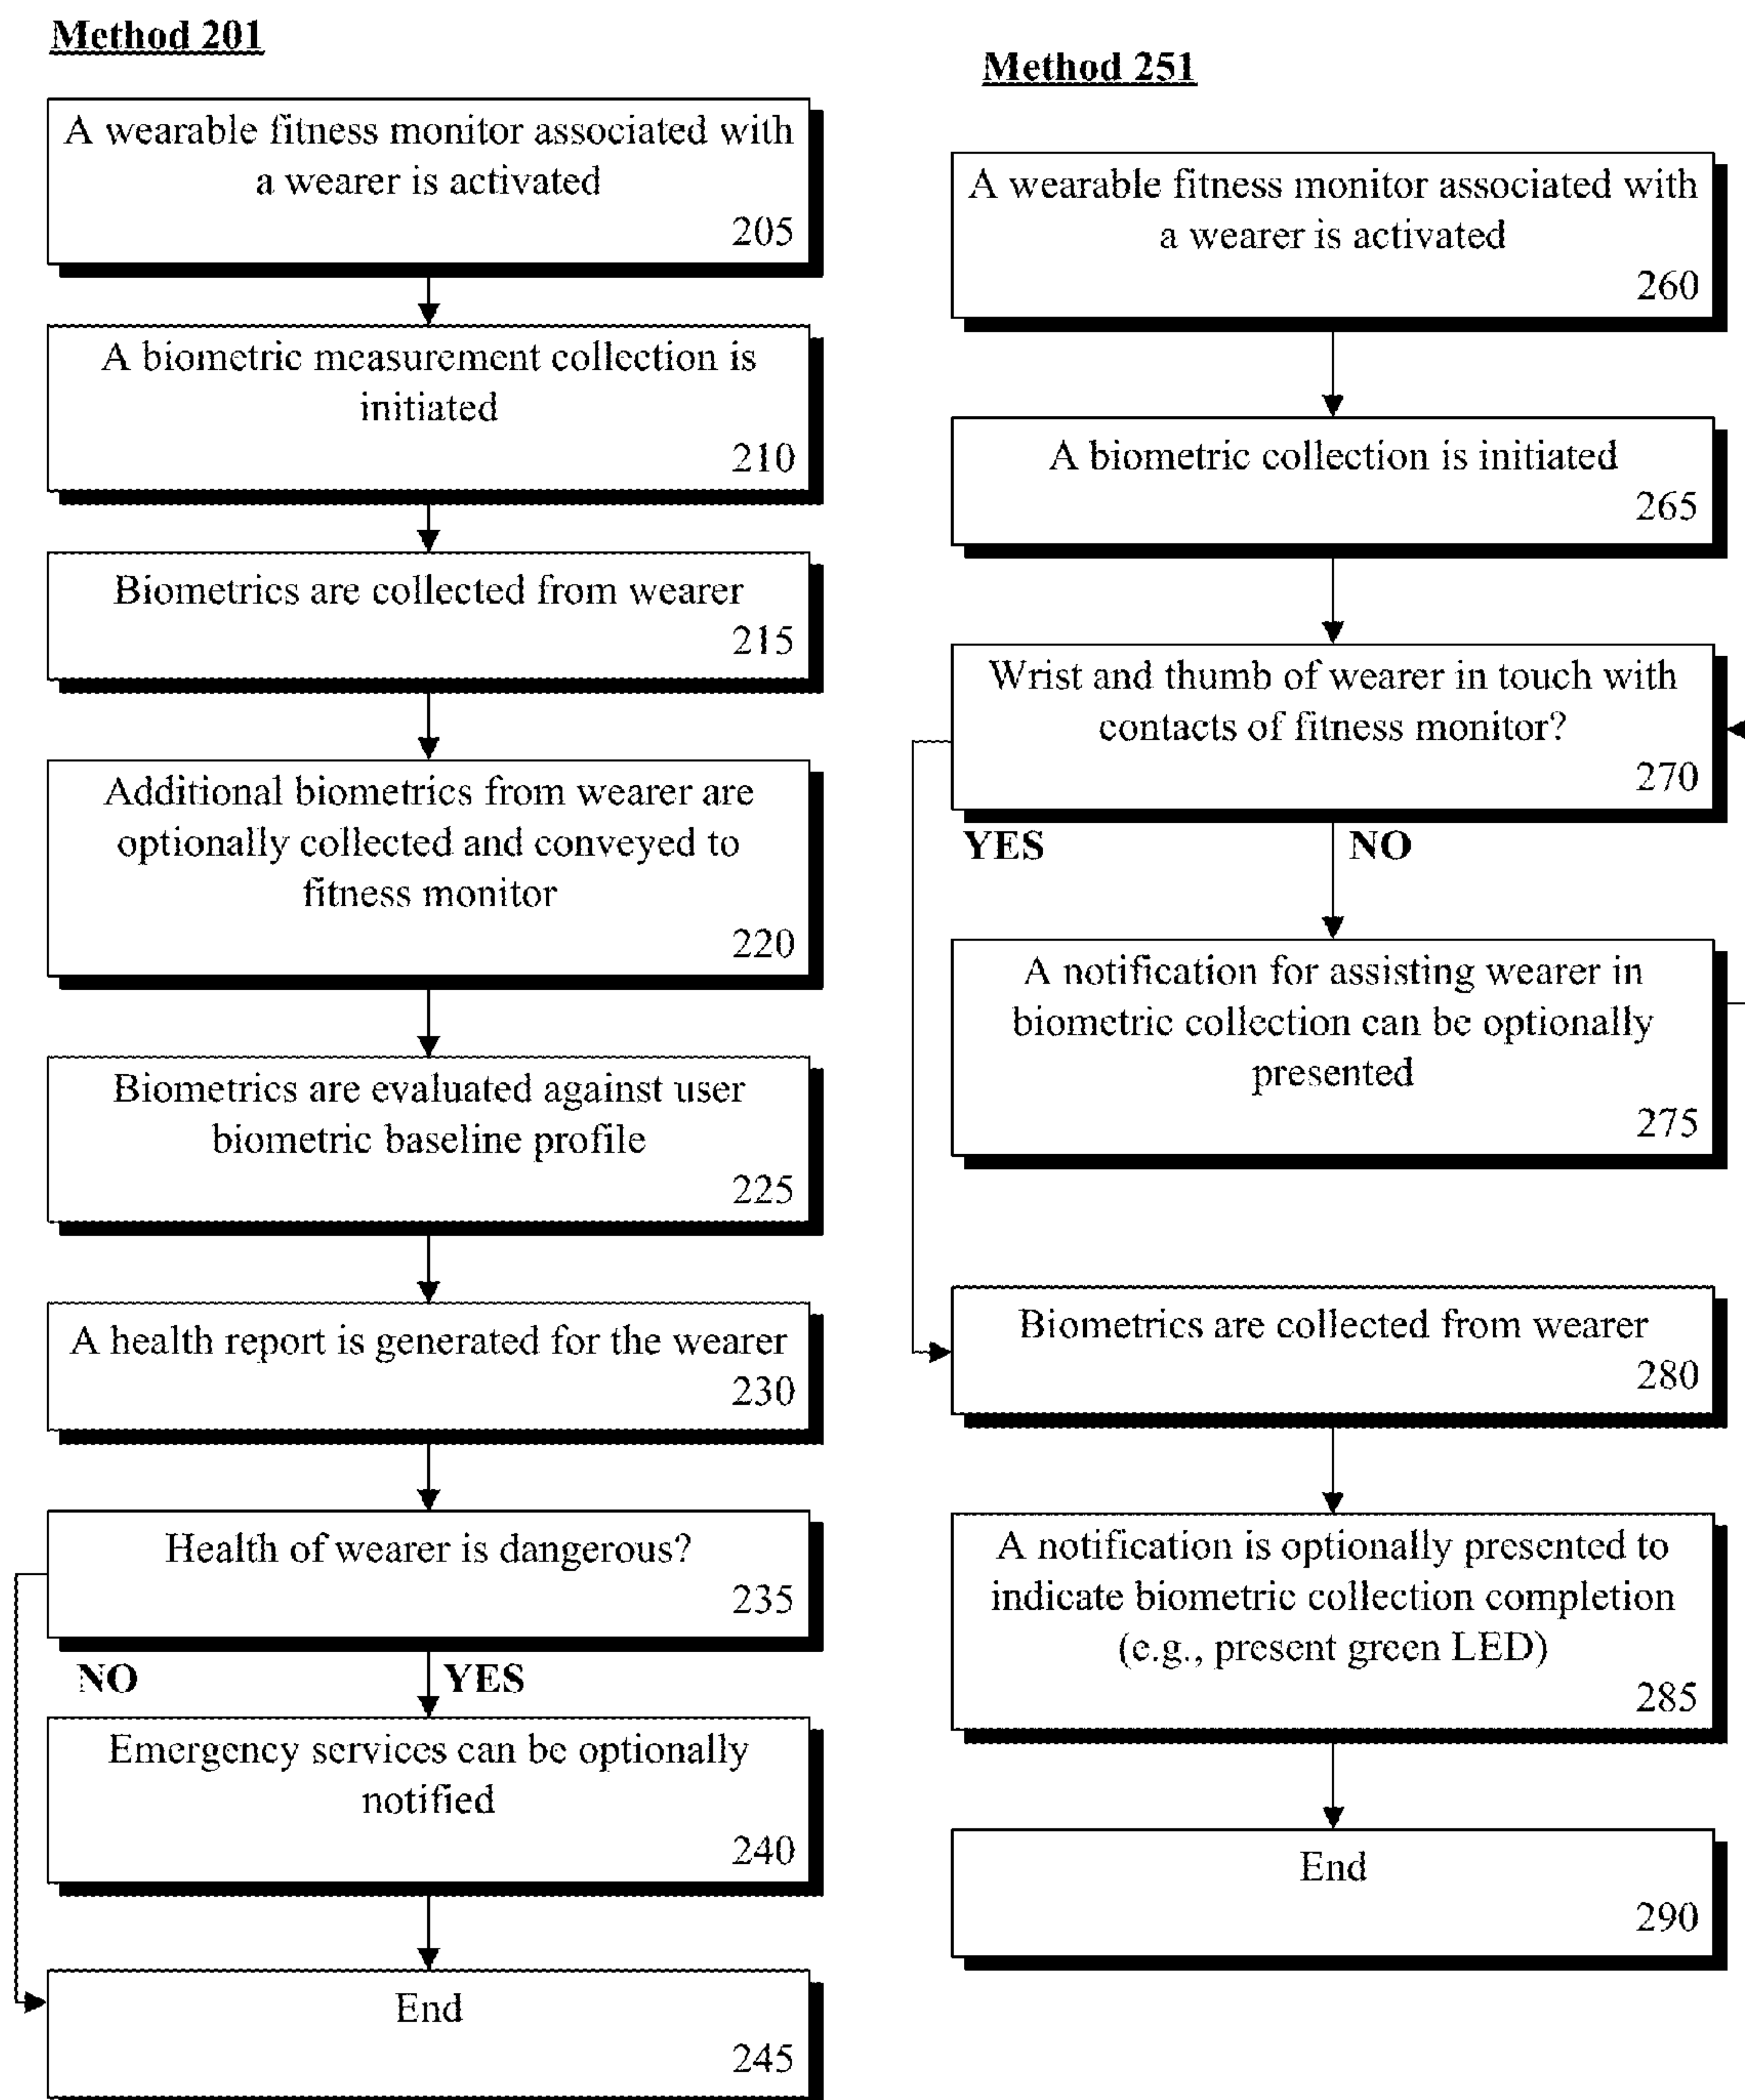 Method 201
A wearable fitness monitor associated with
a wearer is activated
205
A biometric measurement collection is
initiated
210
Biometrics are collected from wearer
215
Additional biometrics from wearer are
optionally collected and conveyed to
fitness monitor
220
Biometrics are evaluated against user
biometric baseline profile
225
A health report is generated for the wearer
230
Health of wearer is dangerous?
235
NO
YES
Emergency services can be optionally
notified
240
End
245
Method 251
A wearable fitness monitor associated with
a wearer is activated
260
A biometric collection is initiated
265
Wrist and thumb of wearer in touch with
contacts of fitness monitor?
270
YES
NO
A notification for assisting wearer in
biometric collection can be optionally
presented
275
Biometrics are collected from wearer
280
A notification is optionally presented to
indicate biometric collection completion
(e.g., present green LED)
285
End
290